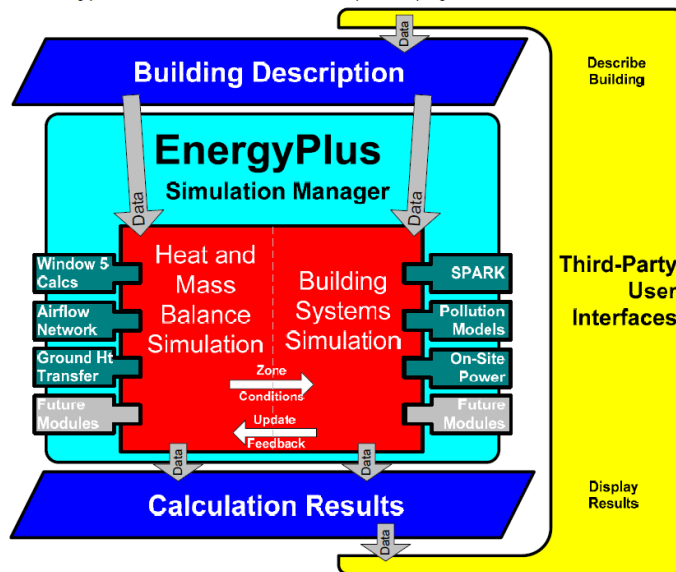 Data
Building Description
Describe
Building
Data
Data
EnergyPlus
Simulation Manager
Heat and
Mass
Balance
Simulation
Building
Systems
Simulation
Window 5
Calcs
Airflow
Network
Ground Ht
Transfer
Future
Modules
SPARK
Pollution
Models
On-Site
Power
Future
Modules
Third-Party
User
Interfaces
Zone
Conditions
Update
Feedback
Data
Data
Calculation Results
Display
Results
Data